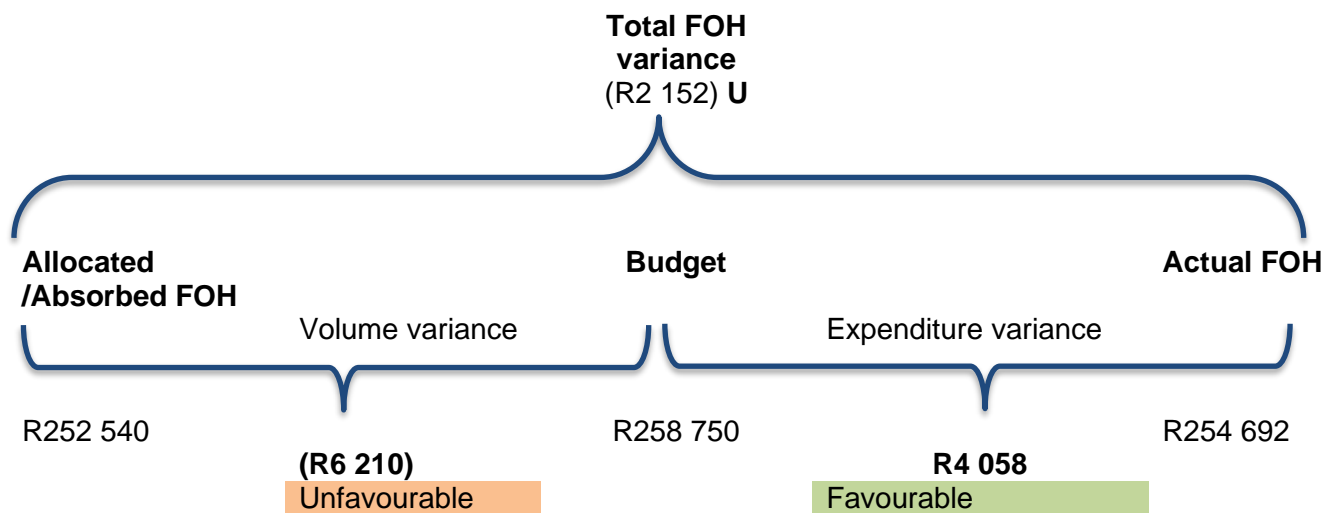 Total FOH
variance
(R2 152) U
Allocated
/Absorbed FOH
Budget
Actual FOH
Volume variance
Expenditure variance
R252 540
R258 750
R254 692
(R6 210)
R4 058
Unfavourable
Favourable